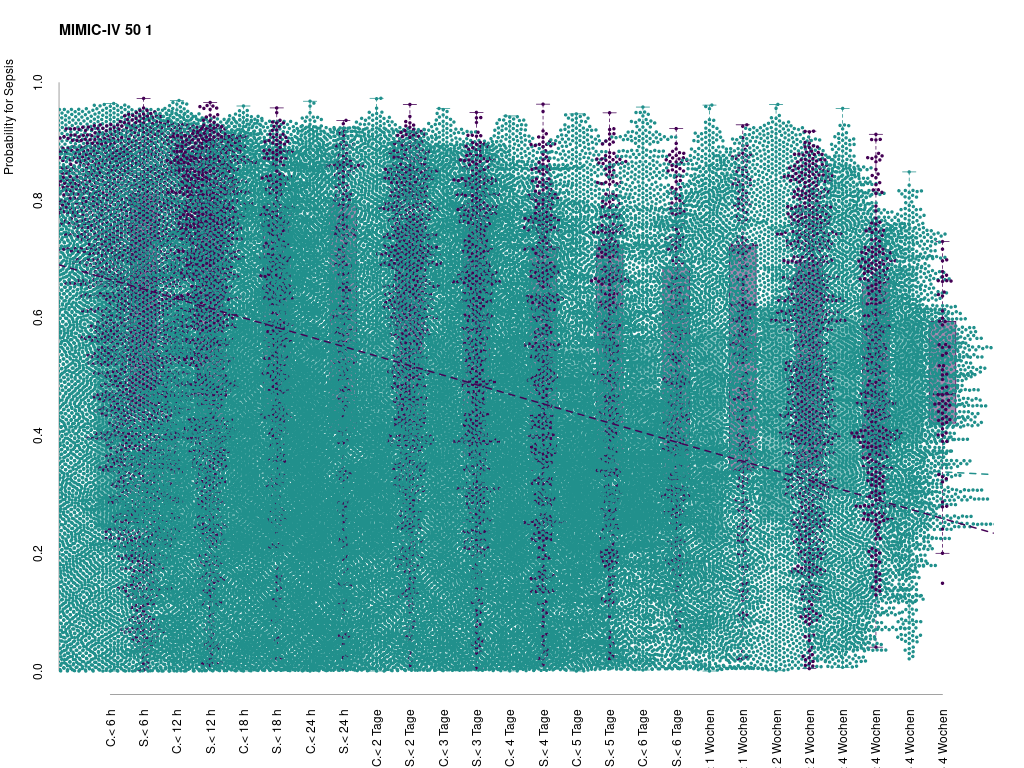 MIMIC-IV 50 1
Probability for Sepsis
1.0
0.8
0.6
0.4
0.2
0.0
C.< 6 h
S.< 6 h
C.< 12 h
S.< 12 h
C.< 18 h
S.< 18 h
C.< 24 h
S.< 24 h
C.< 2 Tage
S.< 2 Tage
C.< 3 Tage
S.< 3 Tage
C.< 4 Tage
S.< 4 Tage
C.< 5 Tage
S.< 5 Tage
C.< 6 Tage
S.< 6 Tage
1 Wochen
1 Wochen
2 Wochen
2 Wochen
4 Wochen
4 Wochen
4 Wochen
4 Wochen